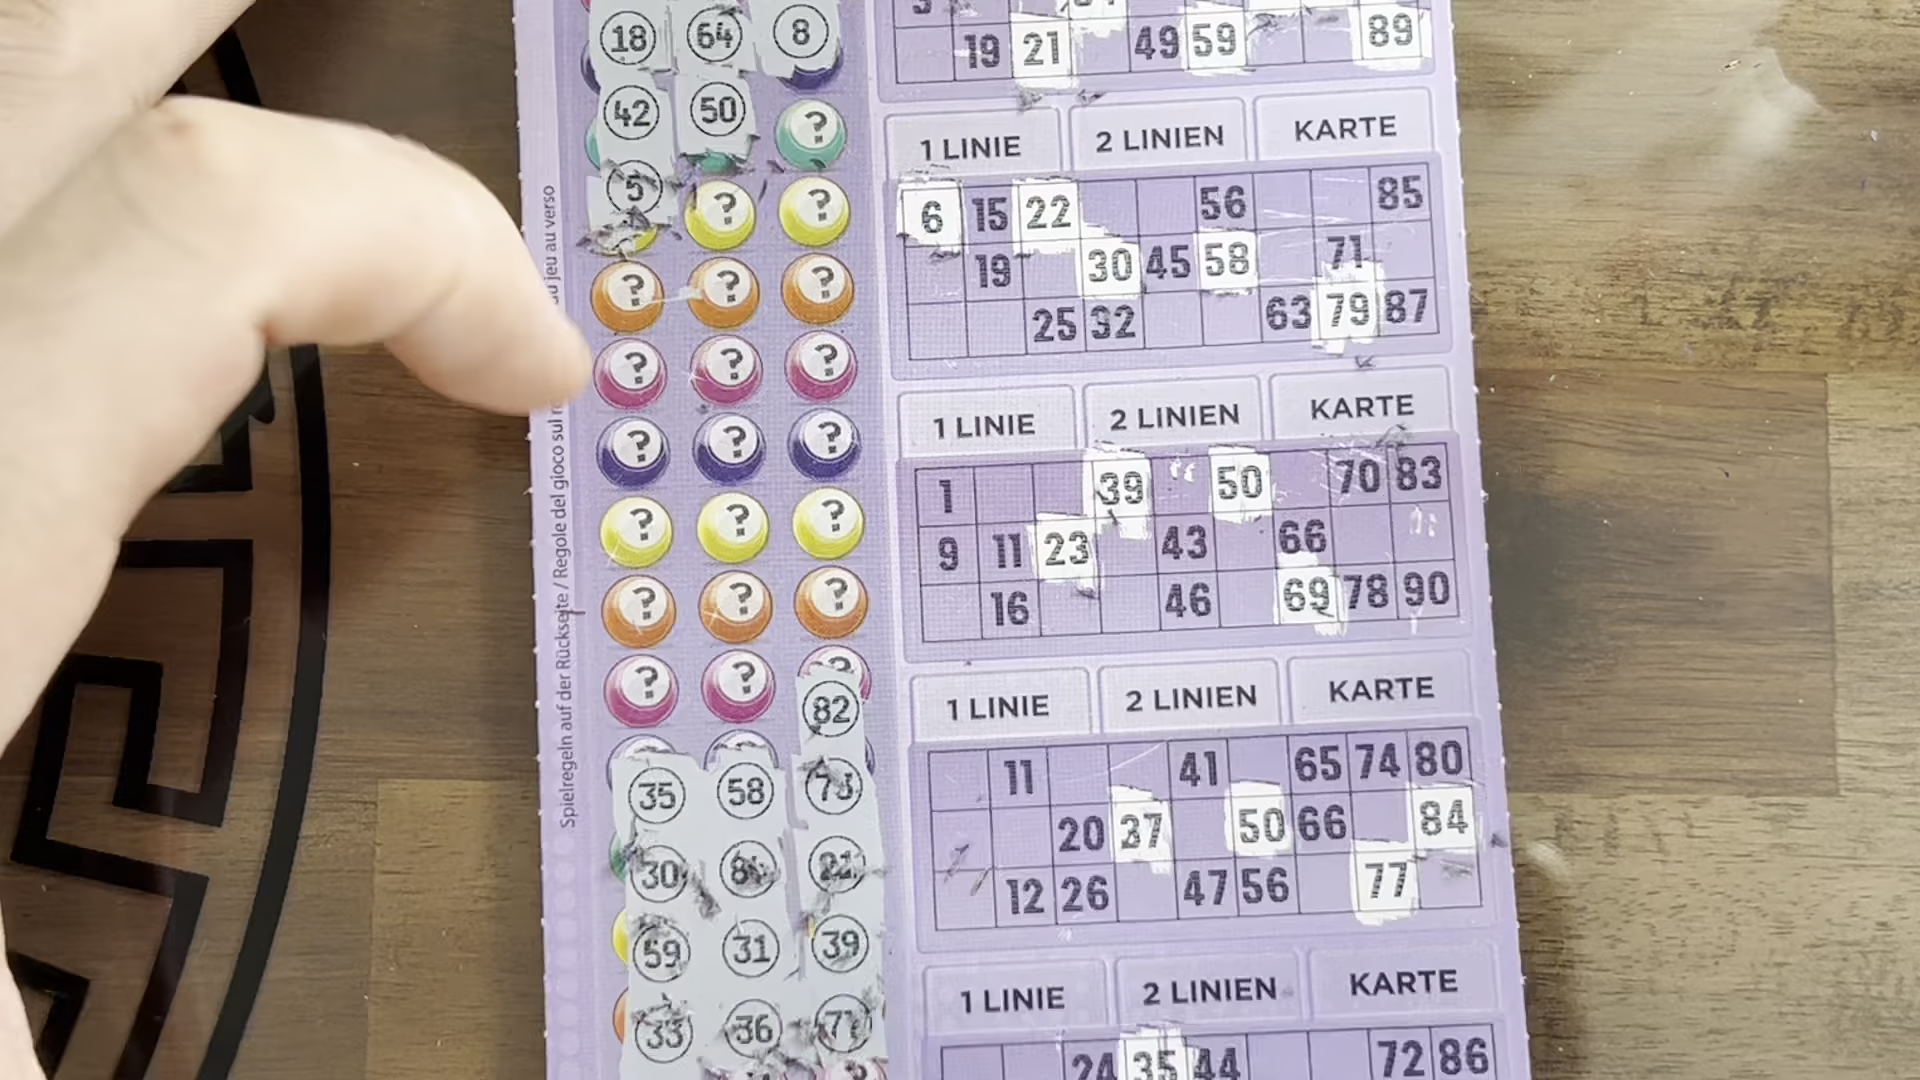 18 64 8
42 50 ?
5 ? ?
? ? ?
? ? ?
? ? ?
? ? ?
? ? ?
? ? 82
35 58
30
59 31 39
33 36
Spielregeln auf der Rückseite / Regole del gioco sul
au jeu au verso
19 21 49 59 89
1 LINIE 2 LINIEN KARTE
6 15 22 56 85
19 30 45 58 71
25 32 63 79 87
1 LINIE 2 LINIEN KARTE
1 39 50 70 83
9 11 23 43 66
16 46 69 78 90
1 LINIE 2 LINIEN KARTE
11 41 65 74 80
20 37 50 66 84
12 26 47 56 77
1 LINIE 2 LINIEN KARTE
24 35 44 72 86